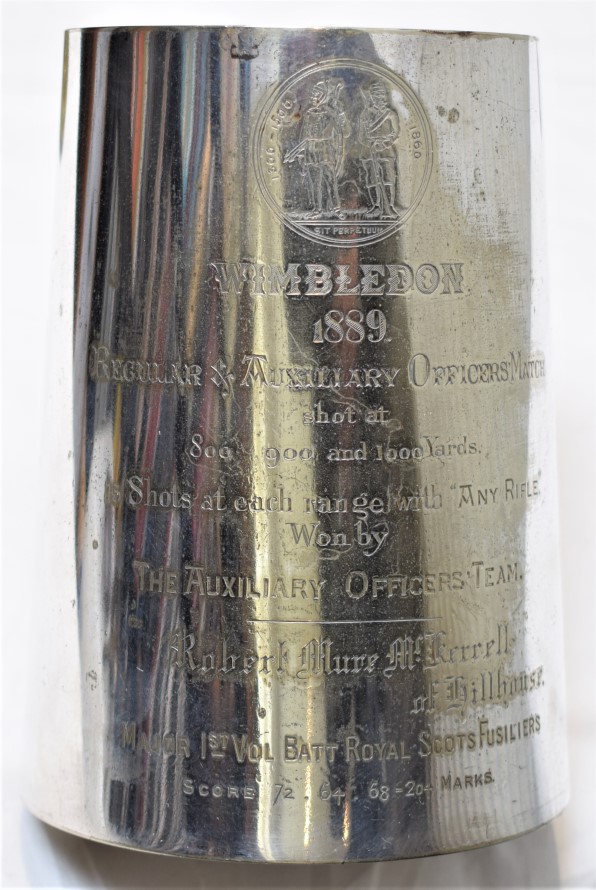 1300-1500. 1860
SIT PERPETUUM
WIMBLEDON
1889.
REGULAR & AUXILIARY OFFICERS' MATCH
shot at
800 900, and 1000 Yards.
Shots at each range with "ANY RIFLE"
Won by
THE AUXILIARY OFFICERS' TEAM.
Robert Mure McKerrell
of Hillhouse.
MAJOR 1ST VOL BATT ROYAL SCOTS FUSILIERS
SCORE 72. 64. 68 = 204 MARKS.